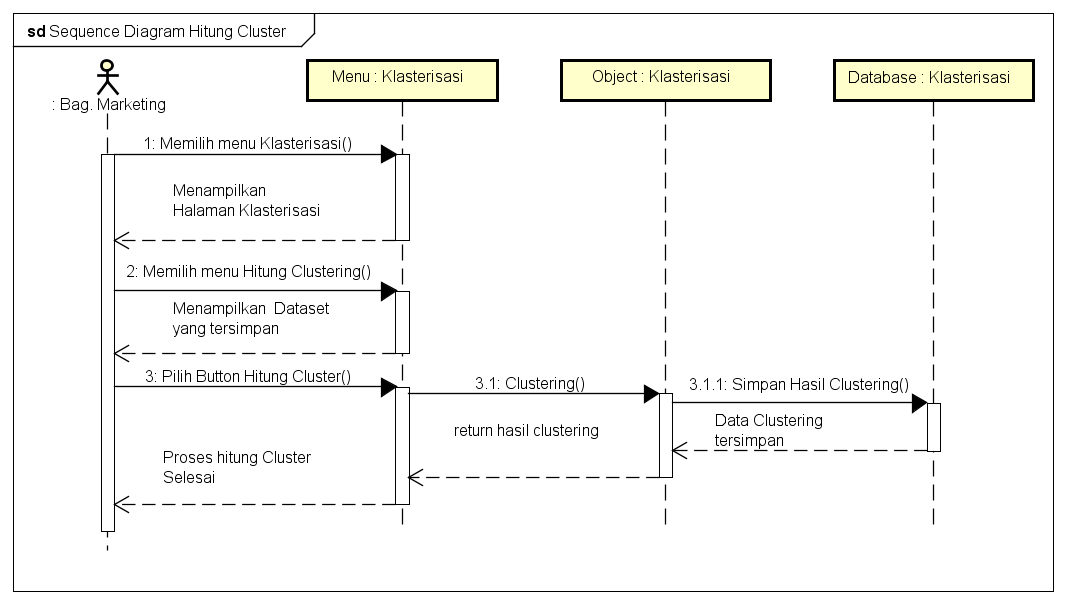 sd Sequence Diagram Hitung Cluster
: Bag. Marketing
Menu : Klasterisasi
Object : Klasterisasi
Database : Klasterisasi
1: Memilih menu Klasterisasi()
Menampilkan
Halaman Klasterisasi
2: Memilih menu Hitung Clustering()
Menampilkan Dataset
yang tersimpan
3: Pilih Button Hitung Cluster()
3.1: Clustering()
3.1.1: Simpan Hasil Clustering()
Data Clustering
tersimpan
return hasil clustering
Proses hitung Cluster
Selesai